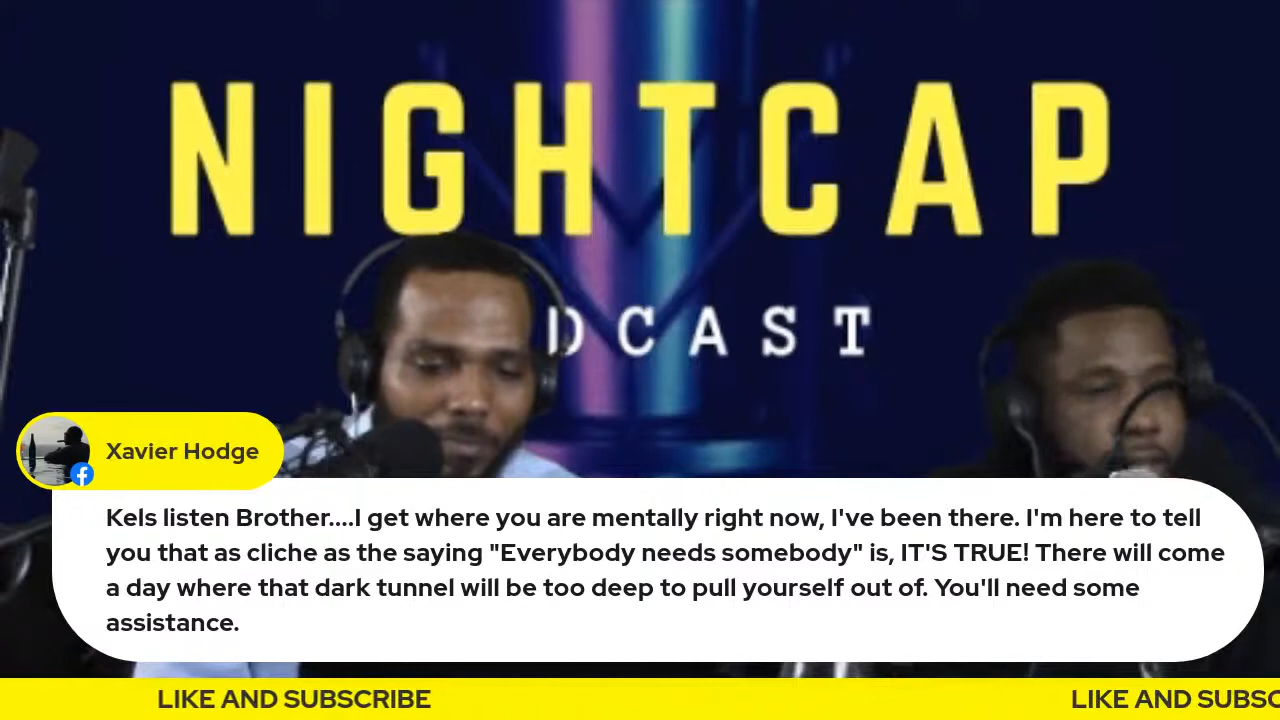 NIGHTCAP
DCAST
Xavier Hodge
Kels listen Brother....I get where you are mentally right now, I've been there. I'm here to tell
you that as cliche as the saying "Everybody needs somebody" is, IT'S TRUE! There will come
a day where that dark tunnel will be too deep to pull yourself out of. You'll need some
assistance.
LIKE AND SUBSCRIBE LIKE AND SUBSC